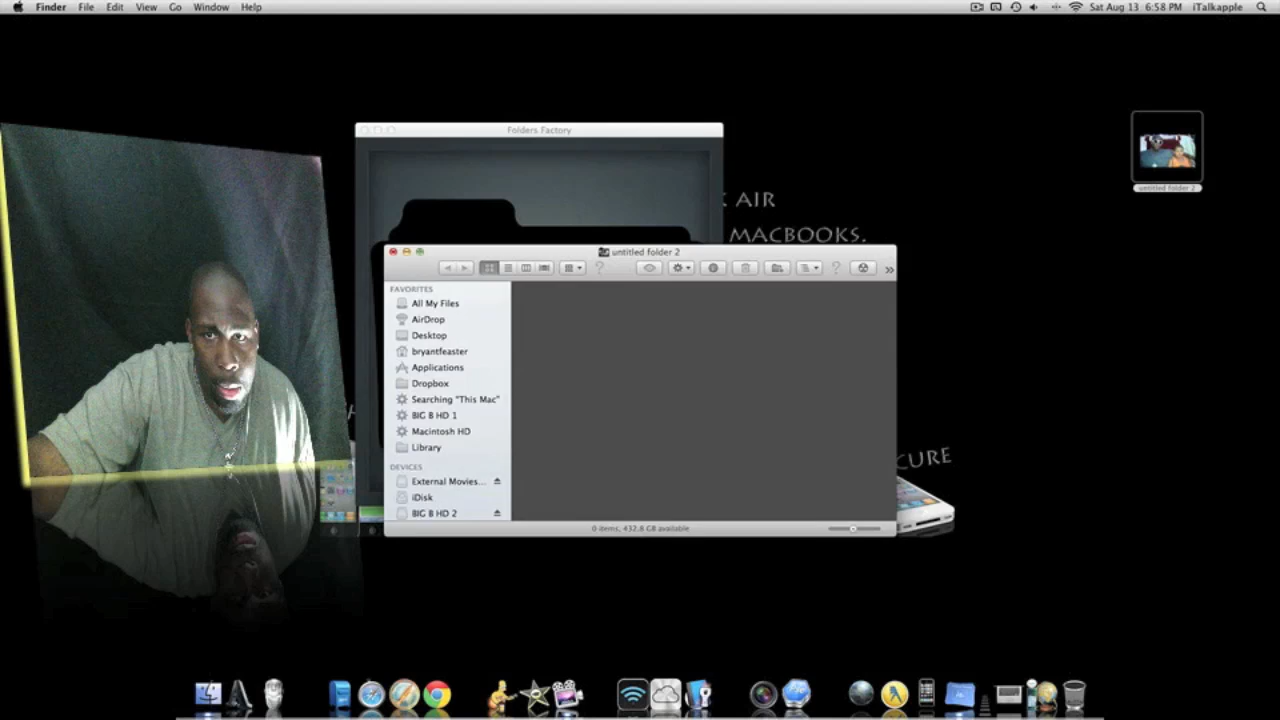 Finder File Edit View Go Window Help
Sat Aug 13 6:58 PM iTalkapple
Folders Factory
untitled folder 2
AIR
MACBOOKS.
untitled folder 2
FAVORITES
All My Files
AirDrop
Desktop
bryantfeaster
Applications
Dropbox
Searching "This Mac"
BIG B HD 1
Macintosh HD
Library
DEVICES
External Movies...
iDisk
BIG B HD 2
CURE
0 items, 432.8 GB available